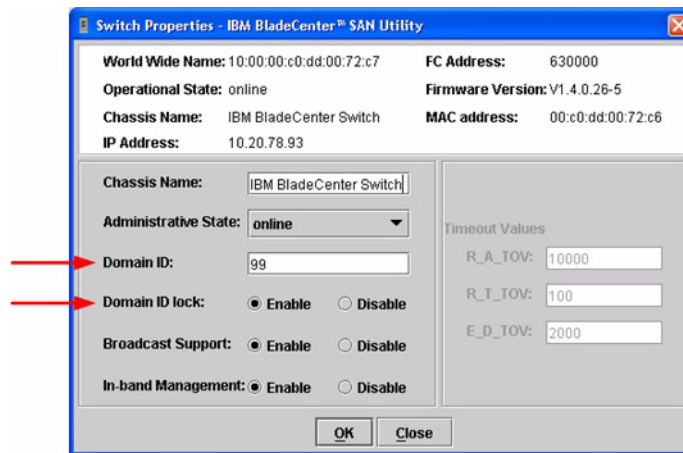 Switch Properties - IBM BladeCenter™ SAN Utility
World Wide Name: 10:00:00:c0:dd:00:72:c7 FC Address: 630000
Operational State: online Firmware Version: V1.4.0.26-5
Chassis Name: IBM BladeCenter Switch MAC address: 00:c0:dd:00:72:c6
IP Address: 10.20.78.93
Chassis Name: IBM BladeCenter Switch
Administrative State: online
Timeout Values
Domain ID: 99 R_A_TOV: 10000
Domain ID lock: Enable Disable R_T_TOV: 100
Broadcast Support: Enable Disable E_D_TOV: 2000
In-band Management: Enable Disable
OK Close